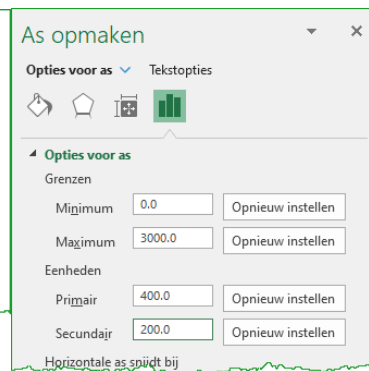 As opmaken
Opties voor as Tekstopties
Opties voor as
Grenzen
Minimum 0.0 Opnieuw instellen
Maximum 3000.0 Opnieuw instellen
Eenheden
Primair 400.0 Opnieuw instellen
Secundair 200.0 Opnieuw instellen
Horizontale as snijdt bij